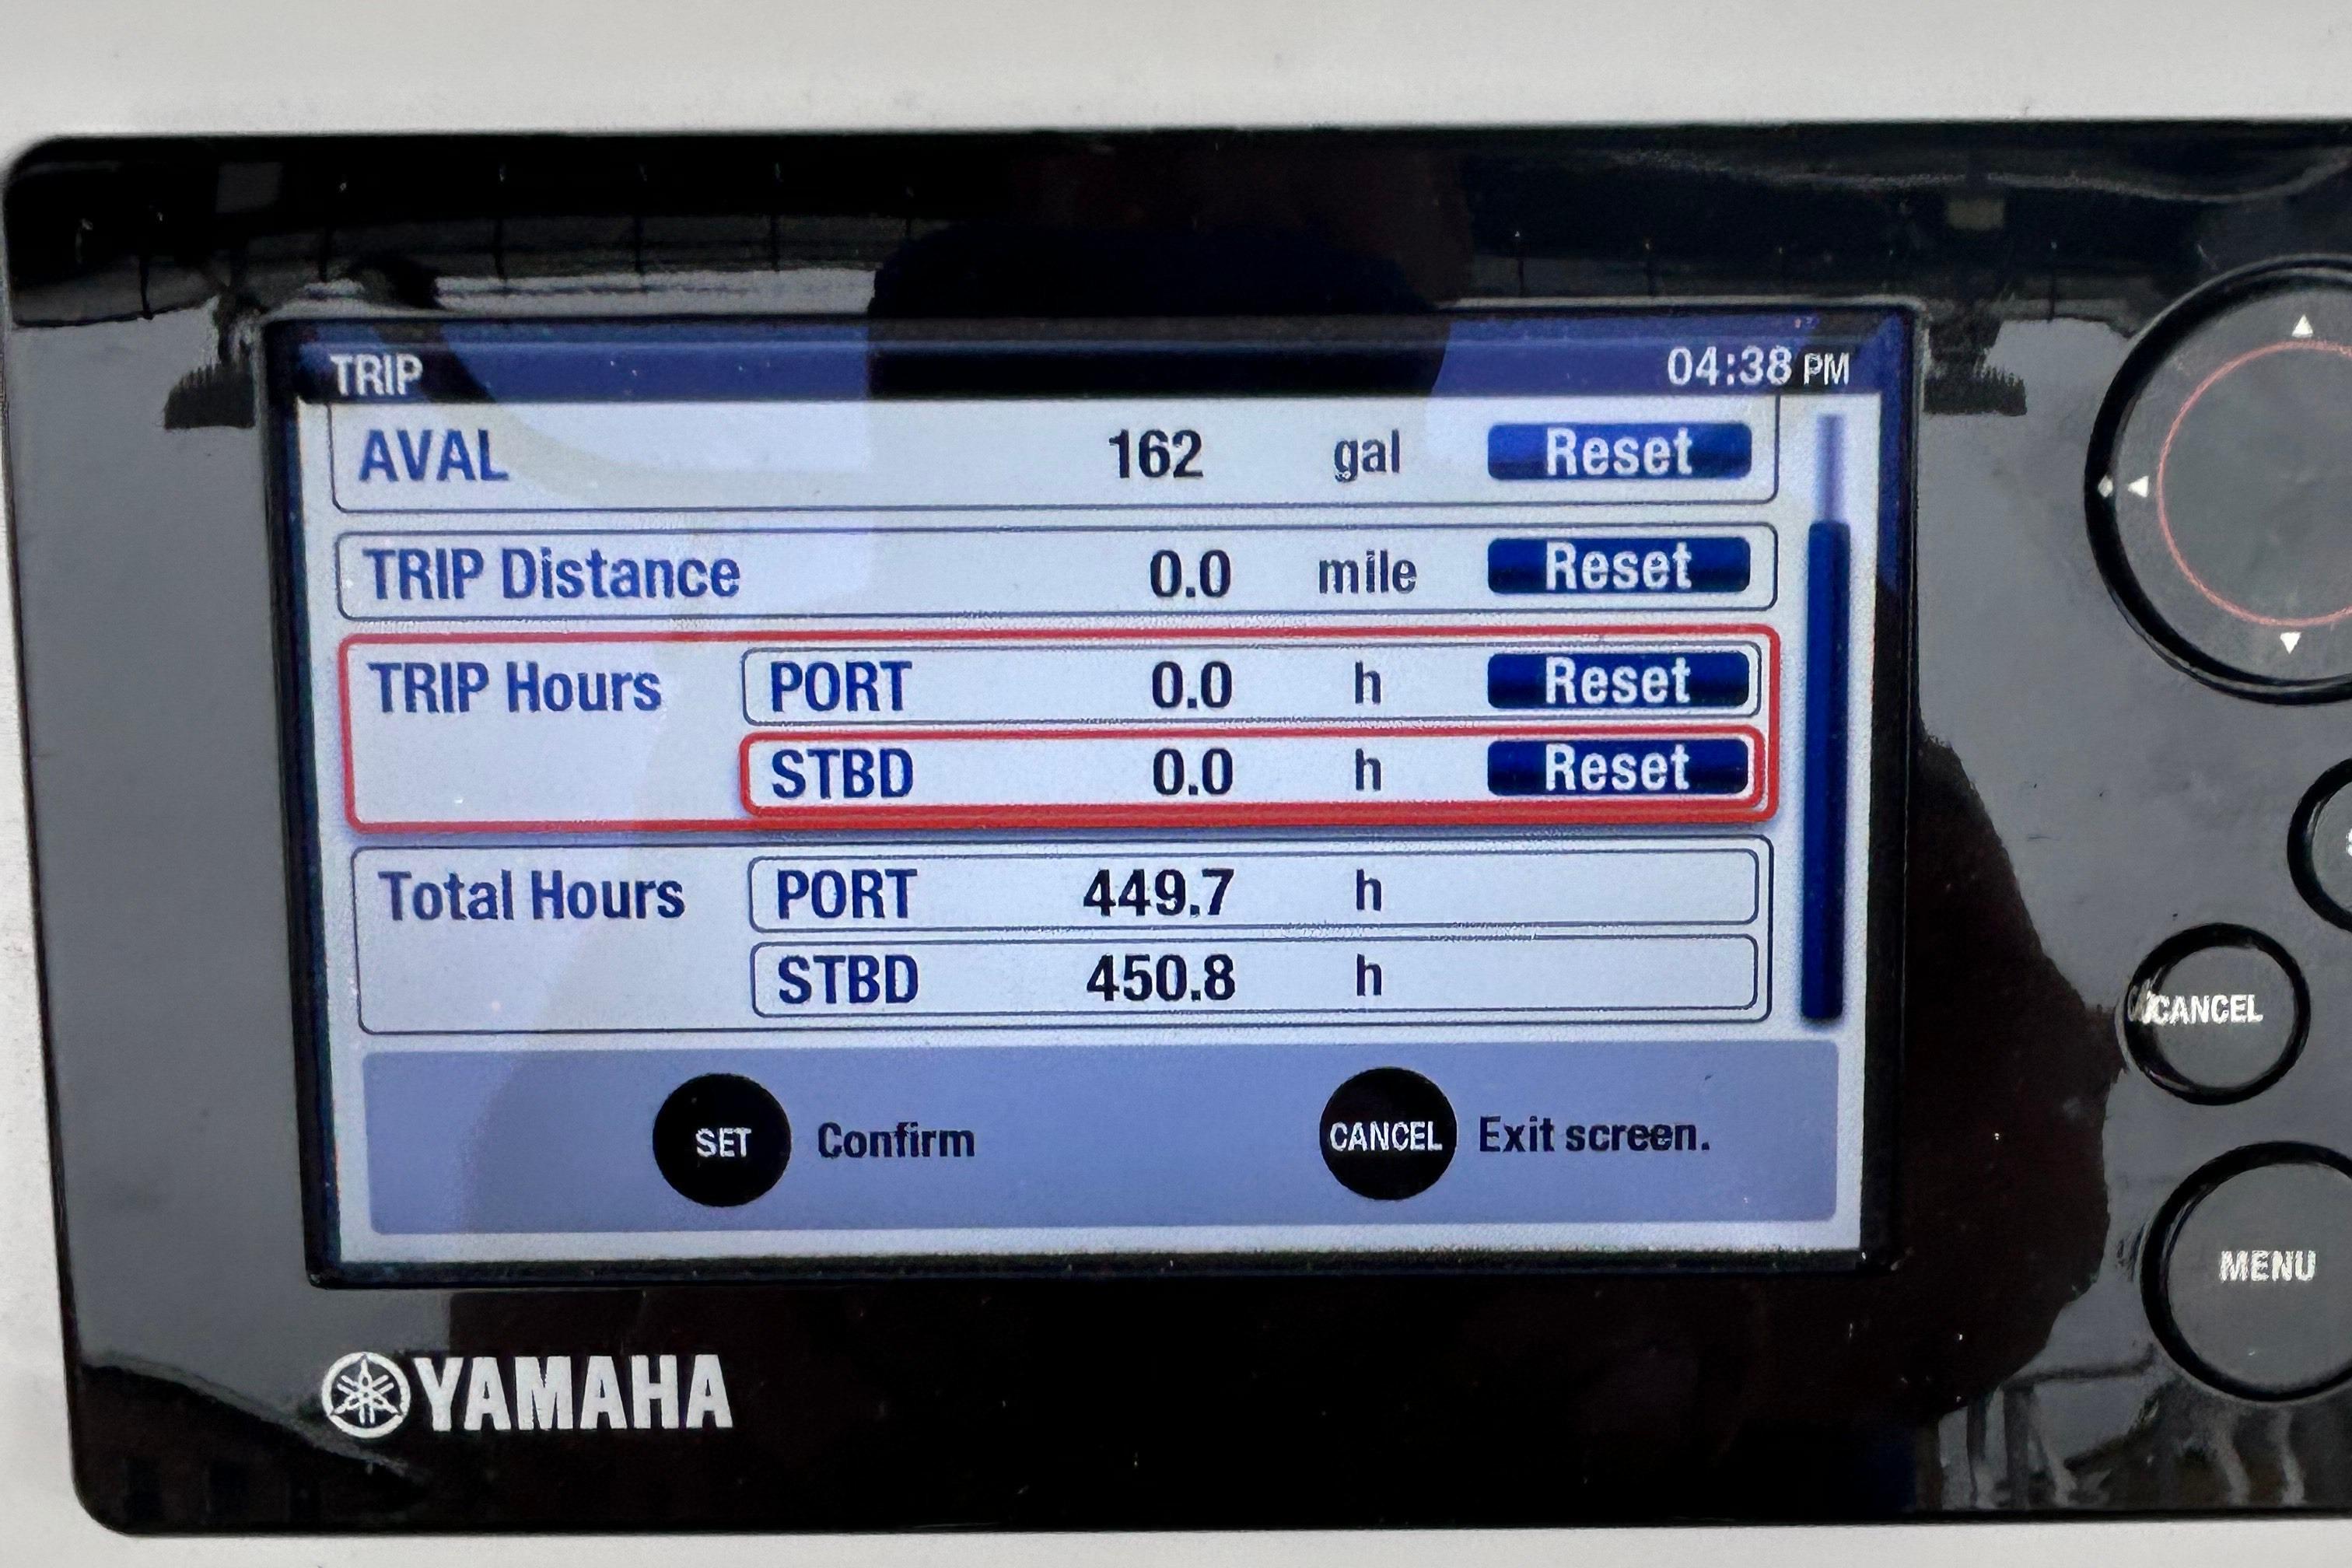 TRIP 04:38 PM
AVAL 162 gal Reset
TRIP Distance 0.0 mile Reset
TRIP Hours PORT 0.0 h Reset
STBD 0.0 h Reset
Total Hours PORT 449.7 h
STBD 450.8 h
SET Confirm CANCEL Exit screen.
CANCEL
MENU
YAMAHA